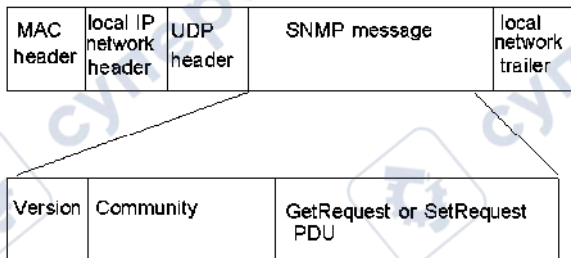 MAC header
local IP network header
UDP header
SNMP message
local network trailer
Version
Community
GetRequest or SetRequest PDU